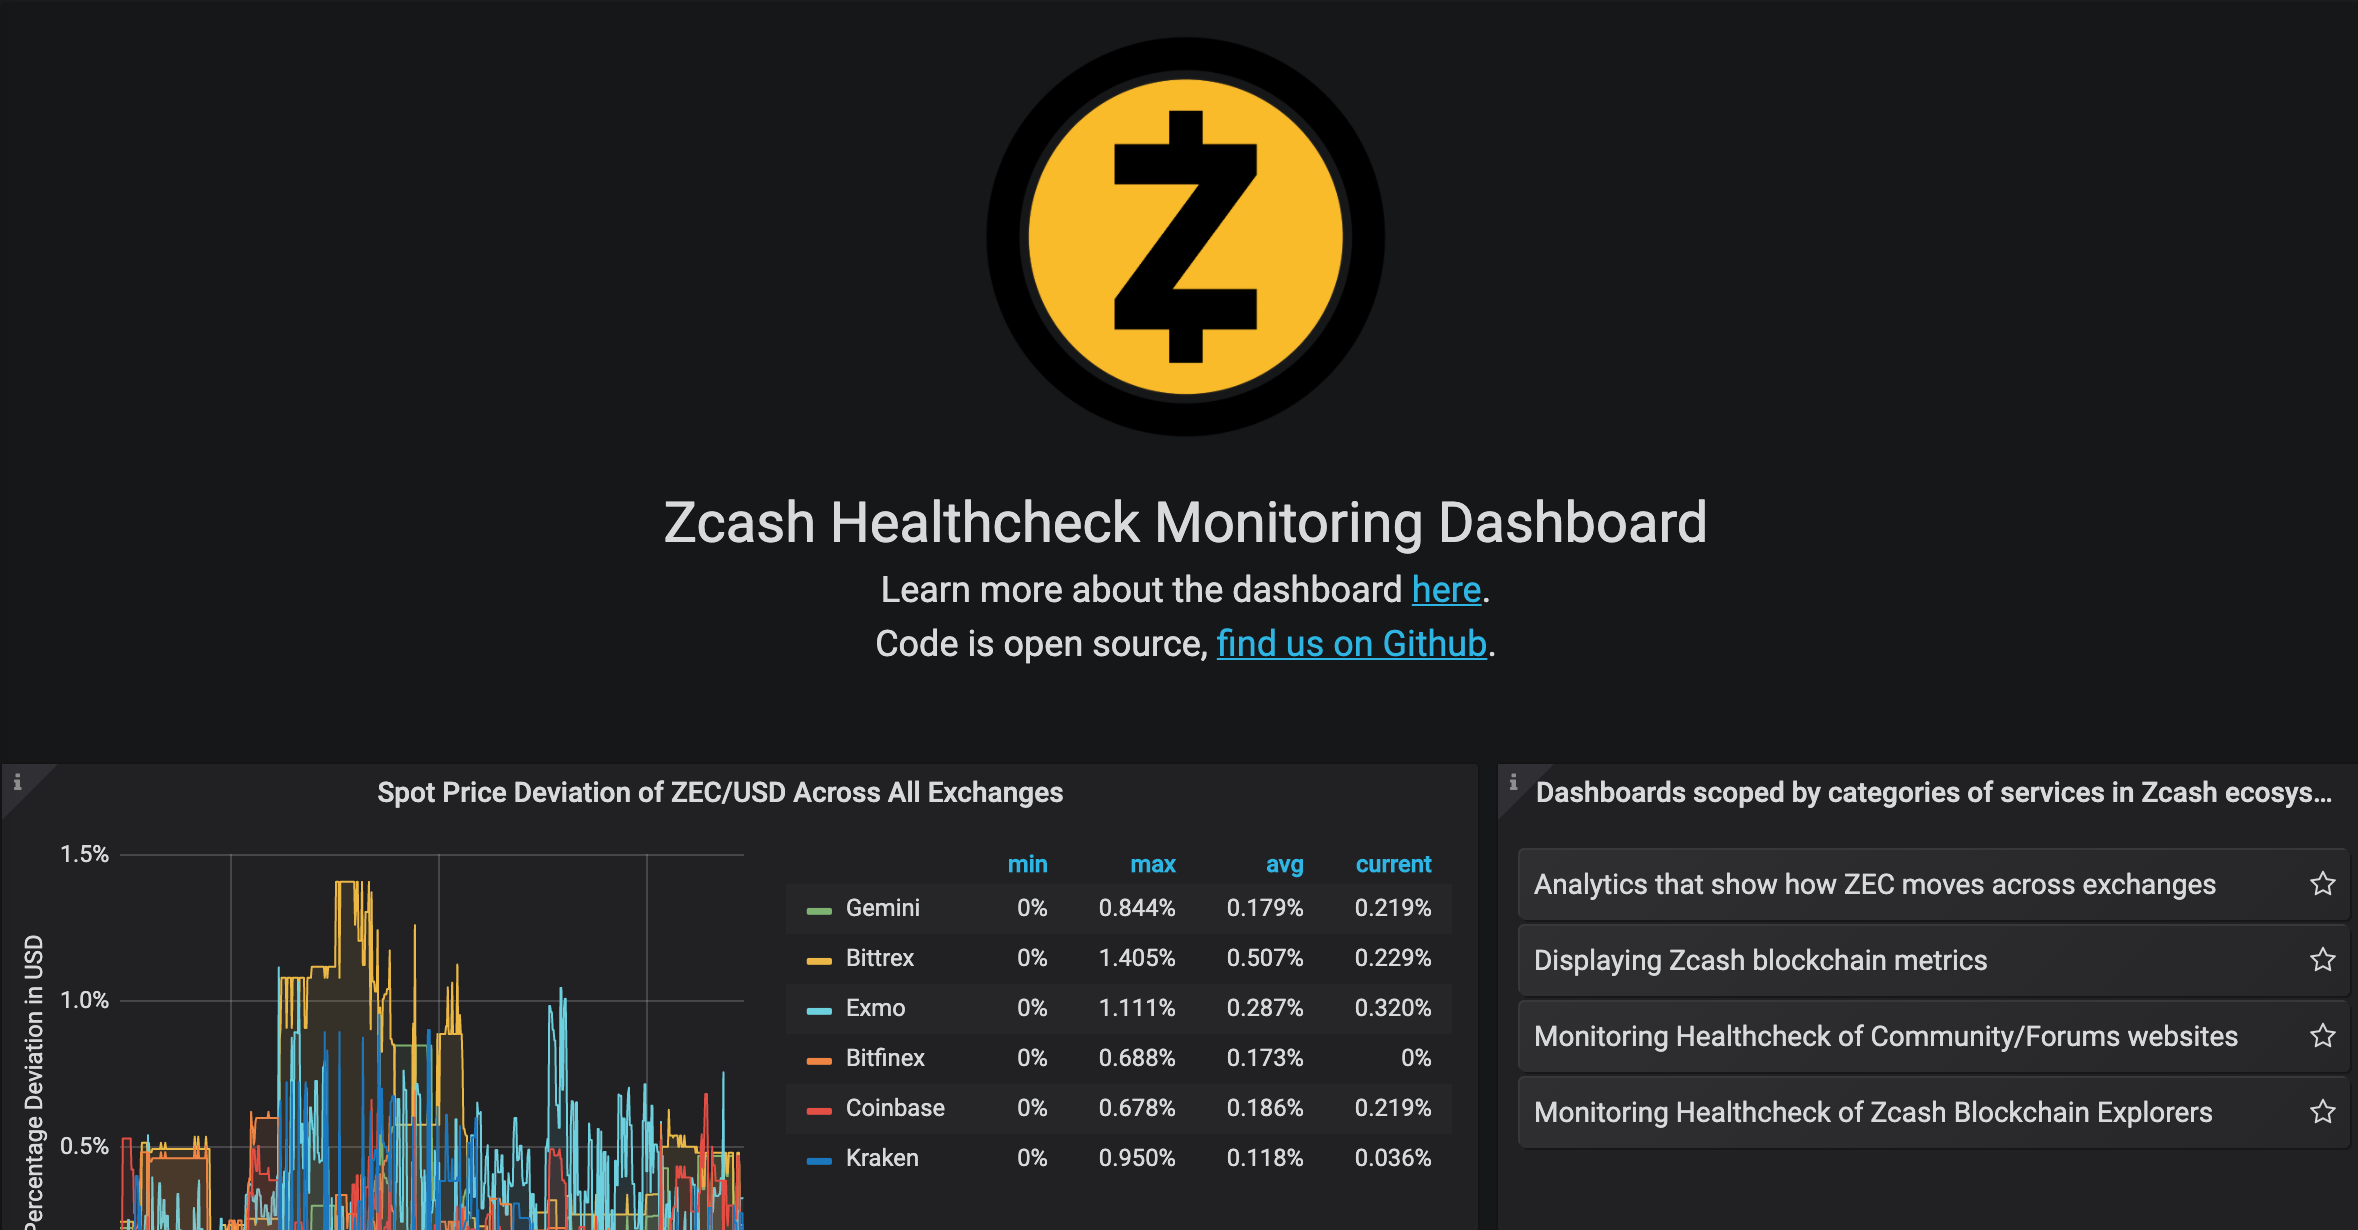 Zcash Healthcheck Monitoring Dashboard
Learn more about the dashboard here.
Code is open source, find us on Github.
Spot Price Deviation of ZEC/USD Across All Exchanges
Percentage Deviation in USD
1.5%
1.0%
0.5%
min max avg current
Gemini 0% 0.844% 0.179% 0.219%
Bittrex 0% 1.405% 0.507% 0.229%
Exmo 0% 1.111% 0.287% 0.320%
Bitfinex 0% 0.688% 0.173% 0%
Coinbase 0% 0.678% 0.186% 0.219%
Kraken 0% 0.950% 0.118% 0.036%
Dashboards scoped by categories of services in Zcash ecosys...
Analytics that show how ZEC moves across exchanges
Displaying Zcash blockchain metrics
Monitoring Healthcheck of Community/Forums websites
Monitoring Healthcheck of Zcash Blockchain Explorers